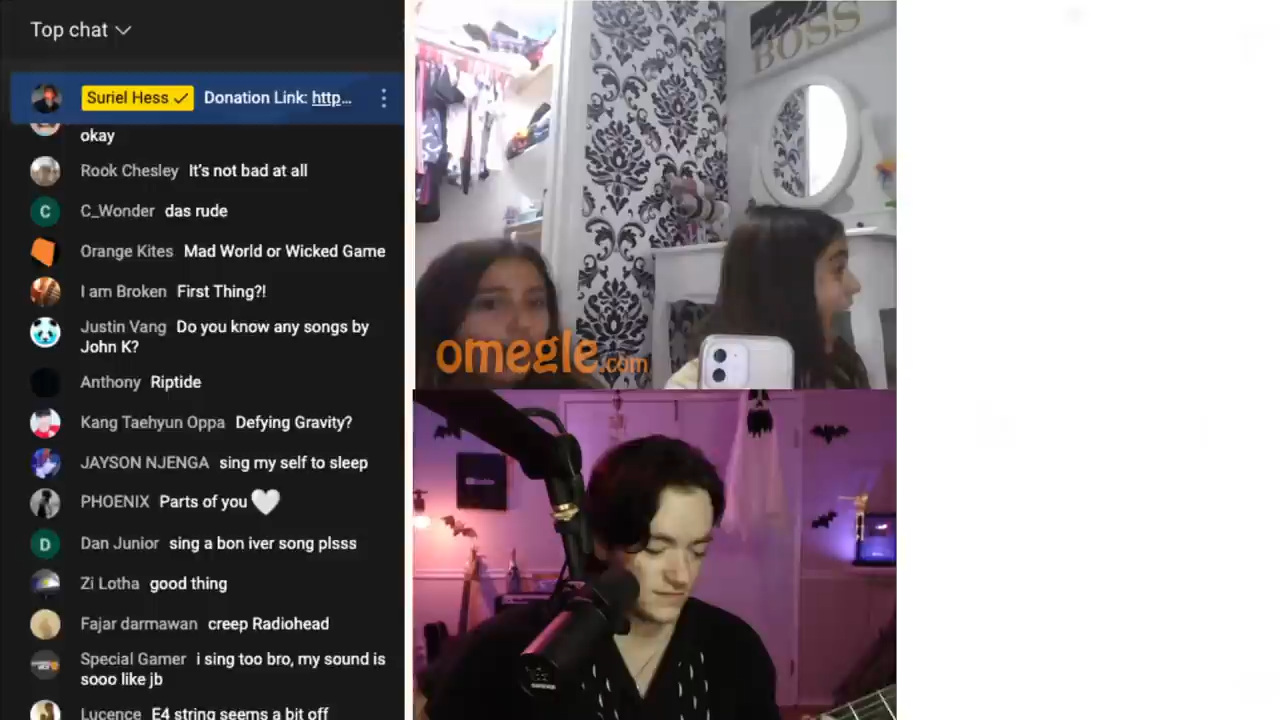 Top chat
Suriel Hess Donation Link: http...
okay
Rook Chesley It's not bad at all
C_Wonder das rude
Orange Kites Mad World or Wicked Game
I am Broken First Thing?!
Justin Vang Do you know any songs by
John K?
Anthony Riptide
Kang Taehyun Oppa Defying Gravity?
JAYSON NJENGA sing my self to sleep
PHOENIX Parts of you
Dan Junior sing a bon iver song plsss
Zi Lotha good thing
Fajar darmawan creep Radiohead
Special Gamer i sing too bro, my sound is
sooo like jb
Lucence E4 string seems a bit off
C
D
girl
BOSS
omegle.com